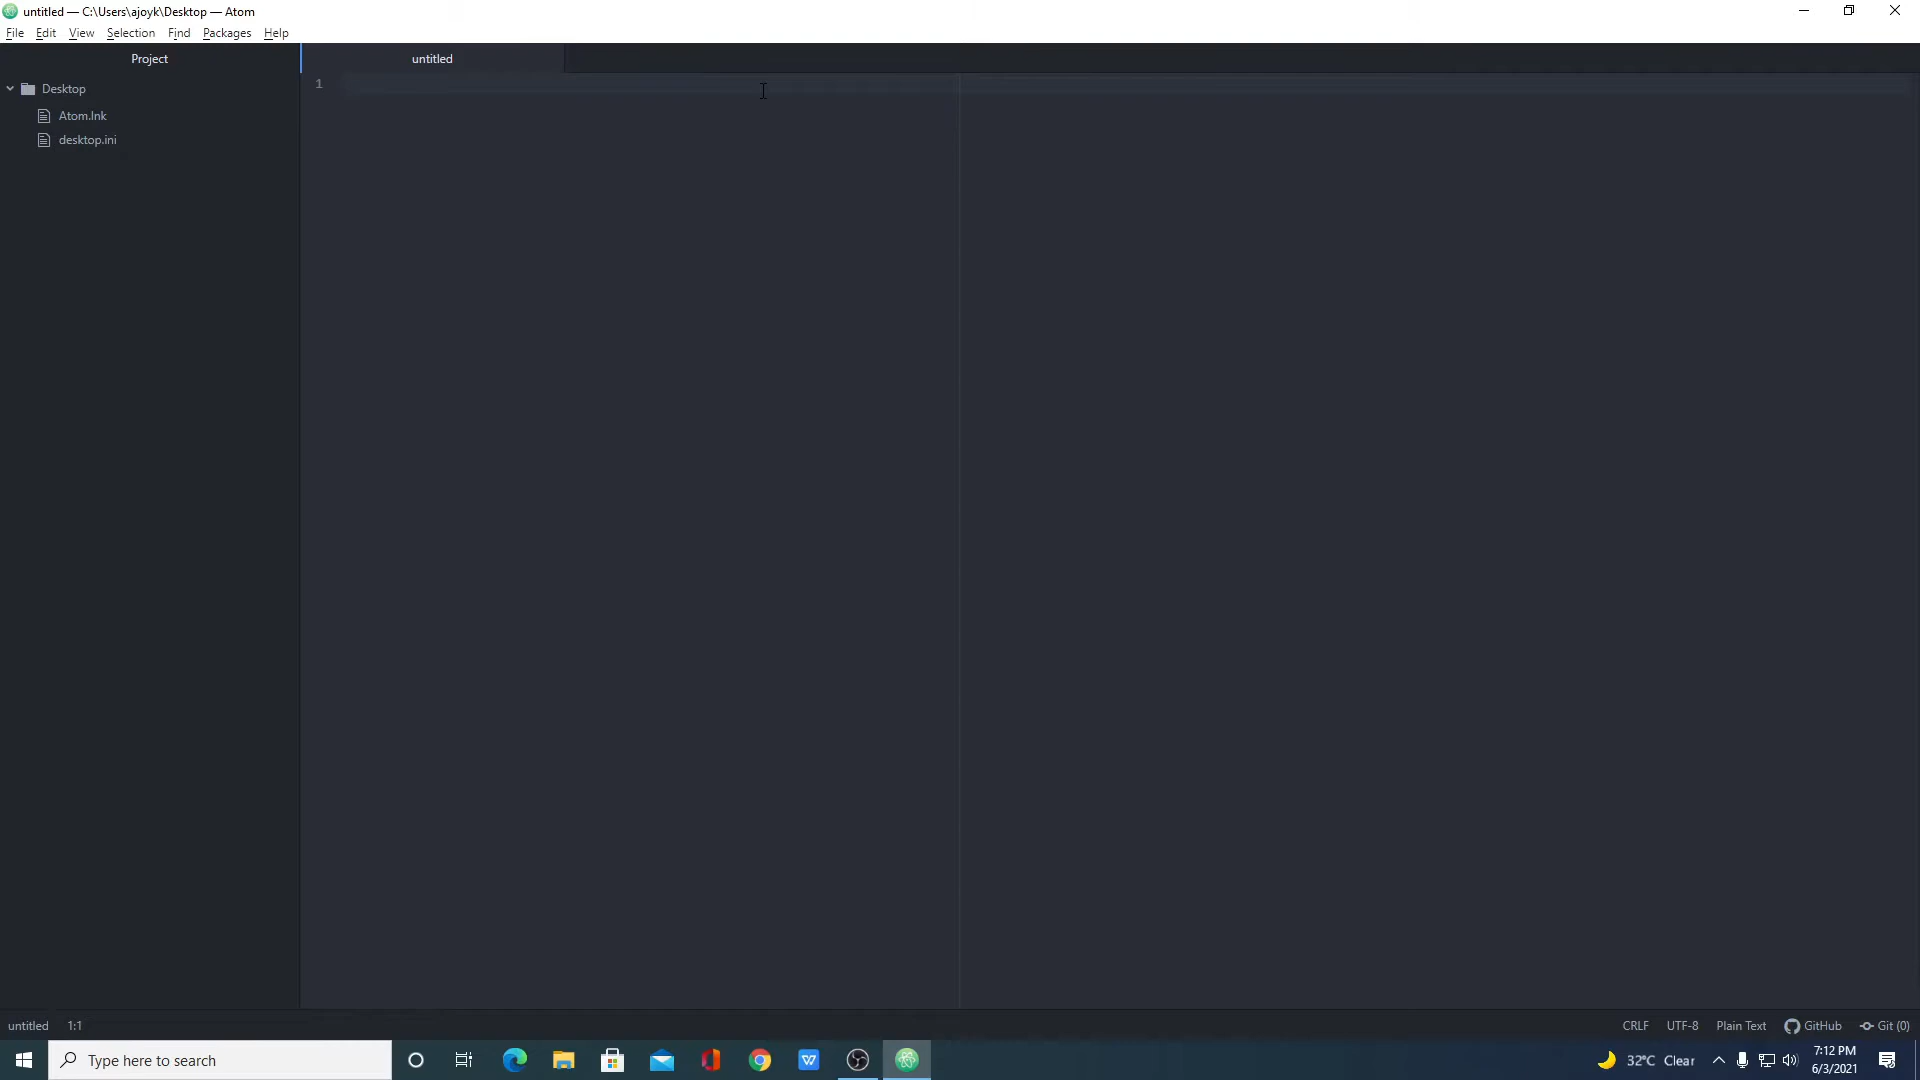 untitled — C:\Users\ajoyk\Desktop — Atom
File Edit View Selection Find Packages Help
Project
untitled
Desktop
1
Atom.lnk
desktop.ini
untitled 1:1
CRLF UTF-8 Plain Text GitHub Git (0)
Type here to search
32°C Clear
7:12 PM
6/3/2021